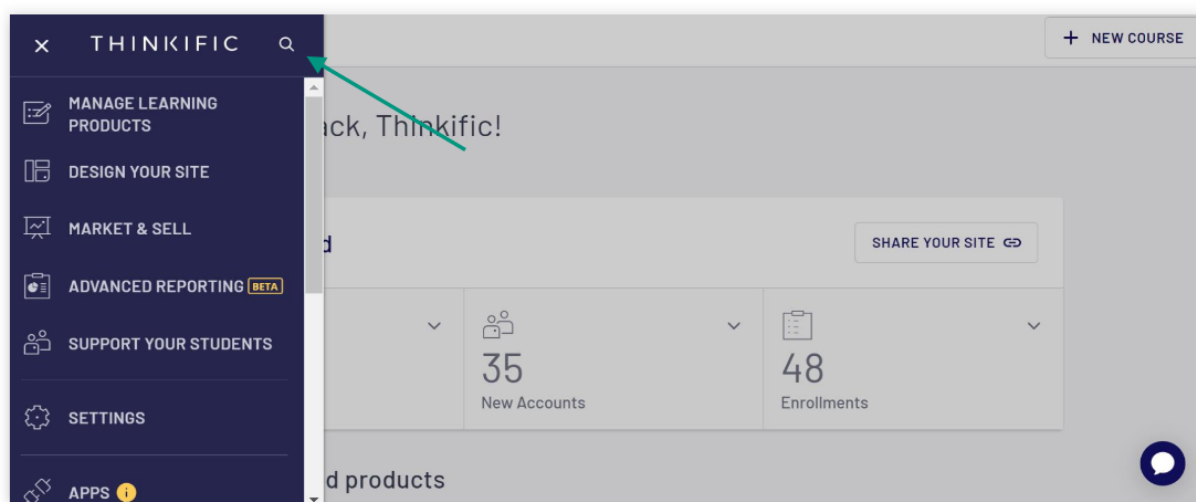 THINKIFIC
+ NEW COURSE
MANAGE LEARNING
PRODUCTS
DESIGN YOUR SITE
MARKET & SELL
ADVANCED REPORTING BETA
SUPPORT YOUR STUDENTS
SETTINGS
APPS
ack, Thinkific!
d
SHARE YOUR SITE
35
New Accounts
48
Enrollments
d products